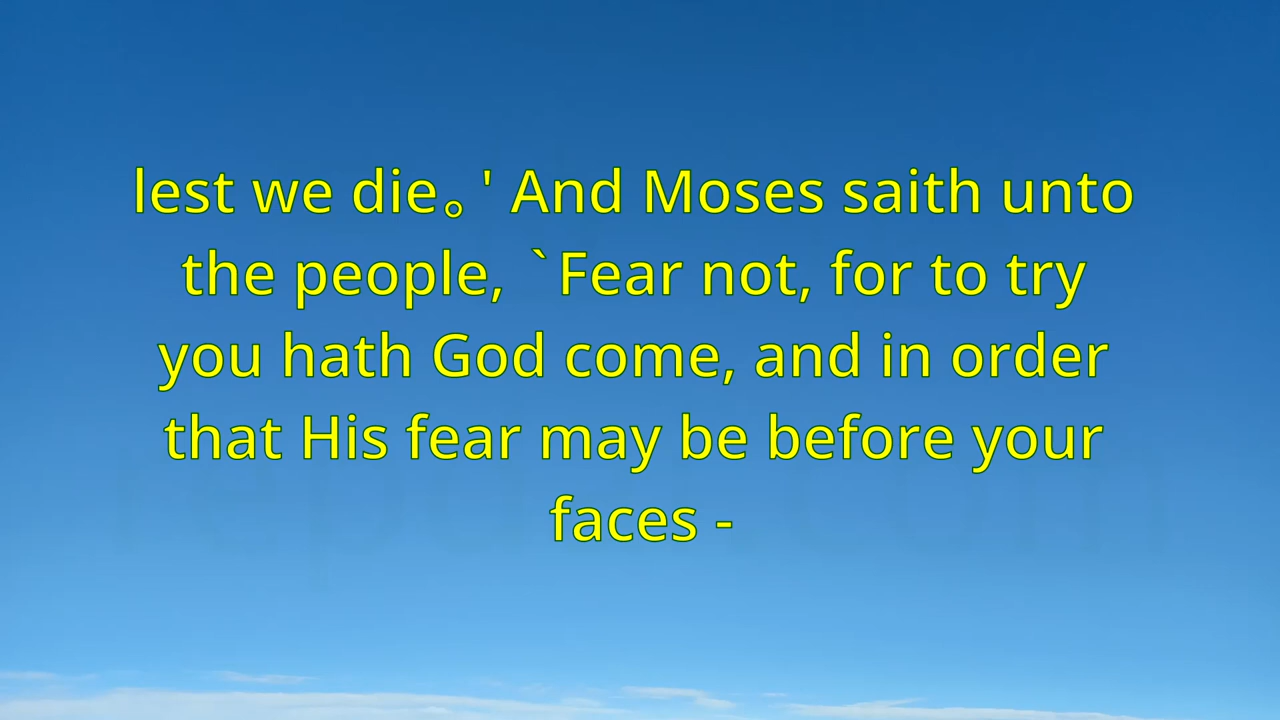 lest we die。' And Moses saith unto
the people, `Fear not, for to try
you hath God come, and in order
that His fear may be before your
faces -